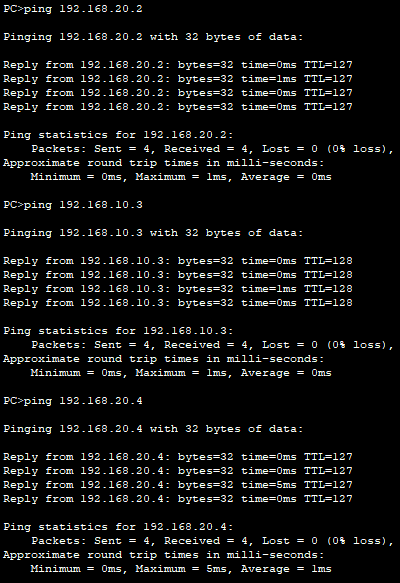 PC>ping 192.168.20.2
Pinging 192.168.20.2 with 32 bytes of data:
Reply from 192.168.20.2: bytes=32 time=0ms TTL=127
Reply from 192.168.20.2: bytes=32 time=1ms TTL=127
Reply from 192.168.20.2: bytes=32 time=0ms TTL=127
Reply from 192.168.20.2: bytes=32 time=0ms TTL=127
Ping statistics for 192.168.20.2:
Packets: Sent = 4, Received = 4, Lost = 0 (0% loss),
Approximate round trip times in milli-seconds:
Minimum = 0ms, Maximum = 1ms, Average = 0ms
PC>ping 192.168.10.3
Pinging 192.168.10.3 with 32 bytes of data:
Reply from 192.168.10.3: bytes=32 time=0ms TTL=128
Reply from 192.168.10.3: bytes=32 time=0ms TTL=128
Reply from 192.168.10.3: bytes=32 time=1ms TTL=128
Reply from 192.168.10.3: bytes=32 time=0ms TTL=128
Ping statistics for 192.168.10.3:
Packets: Sent = 4, Received = 4, Lost = 0 (0% loss),
Approximate round trip times in milli-seconds:
Minimum = 0ms, Maximum = 1ms, Average = 0ms
PC>ping 192.168.20.4
Pinging 192.168.20.4 with 32 bytes of data:
Reply from 192.168.20.4: bytes=32 time=0ms TTL=127
Reply from 192.168.20.4: bytes=32 time=0ms TTL=127
Reply from 192.168.20.4: bytes=32 time=5ms TTL=127
Reply from 192.168.20.4: bytes=32 time=0ms TTL=127
Ping statistics for 192.168.20.4:
Packets: Sent = 4, Received = 4, Lost = 0 (0% loss),
Approximate round trip times in milli-seconds:
Minimum = 0ms, Maximum = 5ms, Average = 1ms